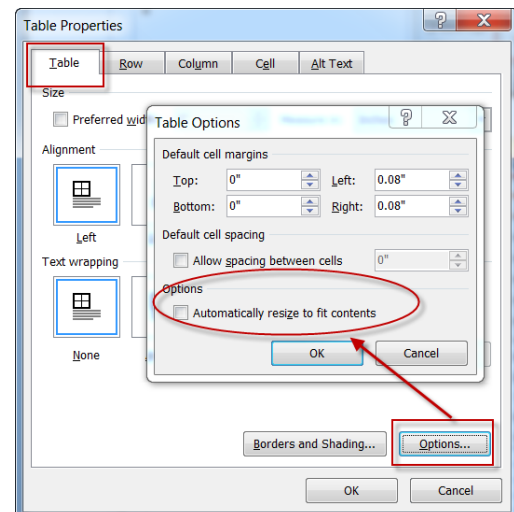 Table Properties
Table Row Column Cell Alt Text
Size
Preferred wid
Table Options
Alignment
Default cell margins
Top: 0" Left: 0.08"
Bottom: 0" Right: 0.08"
Left
Default cell spacing
Text wrapping
Allow spacing between cells 0"
Options
Automatically resize to fit contents
None
OK Cancel
Borders and Shading... Options...
OK Cancel